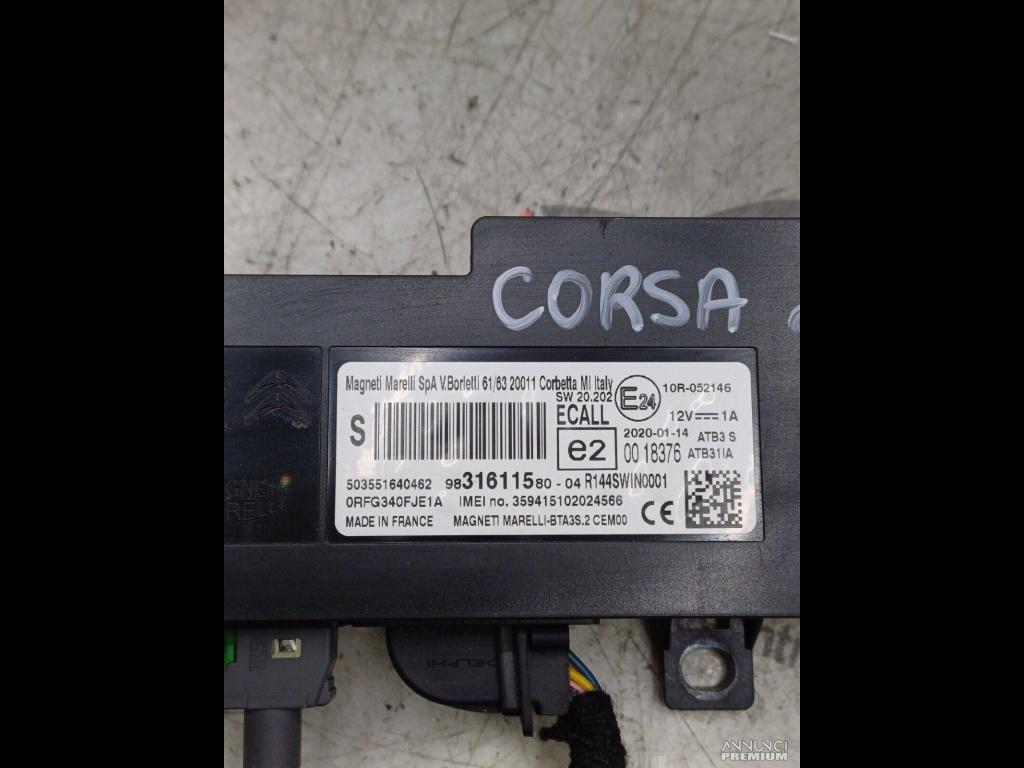 CORSA
Magneti Marelli SpA V.Borletti 61/63 20011 Corbetta MI Italy
SW 20.202
ECALL
S
E24
10R-052146
12V 1A
e2
2020-01-14 ATB3 S
00 18376 ATB31IA
503551640462 9831611580-04 R144SWIN0001
0RFG340FJE1A IMEI no. 359415102024566
MADE IN FRANCE MAGNETI MARELLI-BTA3S.2 CEM00
CE
DELPHI
ANNUNCI
PREMIUM